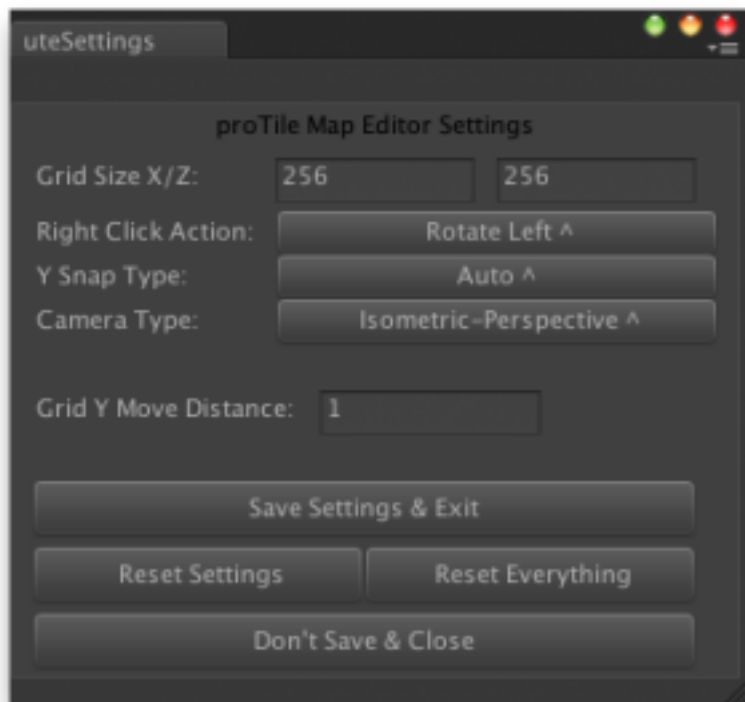 uteSettings
proTile Map Editor Settings
Grid Size X/Z: 256 256
Right Click Action: Rotate Left ^
Y Snap Type: Auto ^
Camera Type: Isometric-Perspective ^
Grid Y Move Distance: 1
Save Settings & Exit
Reset Settings Reset Everything
Don't Save & Close